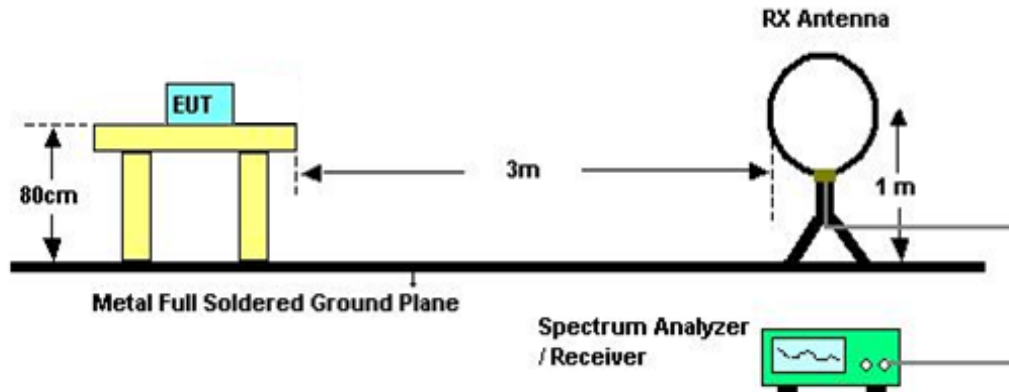 RX Antenna
EUT
80cm
3m
1 m
Metal Full Soldered Ground Plane
Spectrum Analyzer
/ Receiver